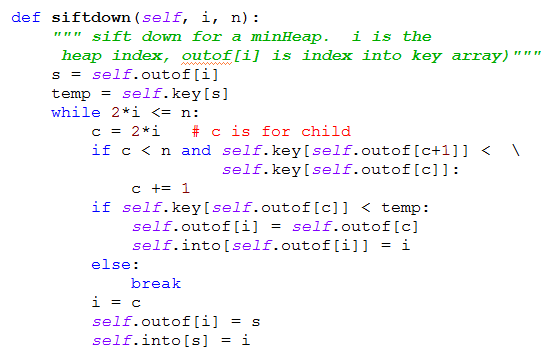 def siftdown(self, i, n):
    """ sift down for a minHeap.  i is the
     heap index, outof[i] is index into key array)"""
    s = self.outof[i]
    temp = self.key[s]
    while 2*i <= n:
        c = 2*i   # c is for child
        if c < n and self.key[self.outof[c+1]] <  \
                     self.key[self.outof[c]]:
            c += 1
        if self.key[self.outof[c]] < temp:
            self.outof[i] = self.outof[c]
            self.into[self.outof[i]] = i
        else:
            break
        i = c
        self.outof[i] = s
        self.into[s] = i